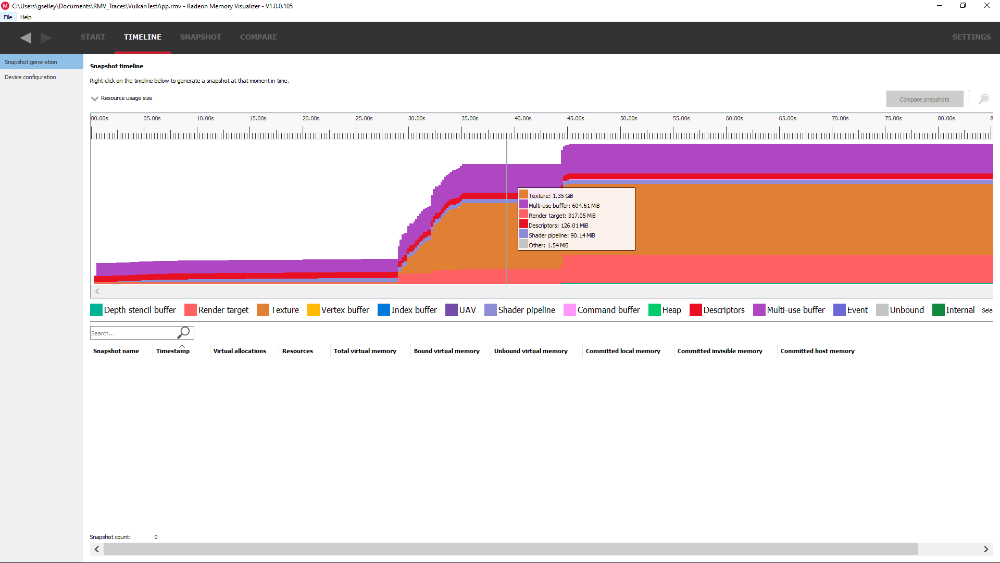 M C:\Users\gselley\Documents\RMV_Traces\VulkanTestApp.rmv - Radeon Memory Visualizer - V1.0.0.105
File Help
START TIMELINE SNAPSHOT COMPARE SETTINGS
Snapshot generation
Device configuration
Snapshot timeline
Right-click on the timeline below to generate a snapshot at that moment in time.
Resource usage size
Compare snapshots
00.00s 05.00s 10.00s 15.00s 20.00s 25.00s 30.00s 35.00s 40.00s 45.00s 50.00s 55.00s 60.00s 65.00s 70.00s 75.00s 80.00s 8
Texture: 1.35 GiB
Multi-use buffer: 604.61 MiB
Render target: 317.05 MiB
Descriptors: 126.01 MiB
Shader pipeline: 90.14 MiB
Other: 1.54 MiB
Depth stencil buffer Render target Texture Vertex buffer Index buffer UAV Shader pipeline Command buffer Heap Descriptors Multi-use buffer Event Unbound Internal Sele
Search...
Snapshot name Timestamp Virtual allocations Resources Total virtual memory Bound virtual memory Unbound virtual memory Committed local memory Committed invisible memory Committed host memory
Snapshot count: 0